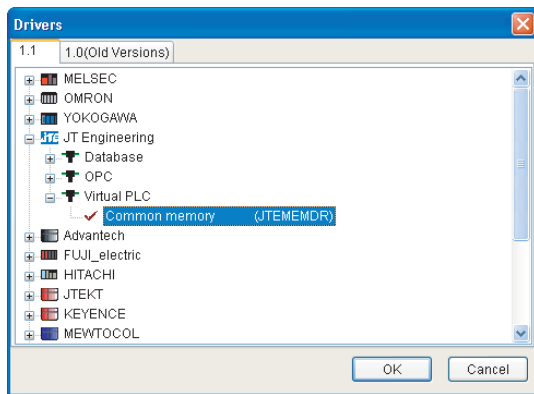 Drivers
1.1 1.0(Old Versions)
MELSEC
OMRON
YOKOGAWA
JTE JT Engineering
Database
OPC
Virtual PLC
Common memory (JTEMEMDR)
Advantech
FUJI_electric
HITACHI
JTEKT
KEYENCE
MEWTOCOL
OK Cancel